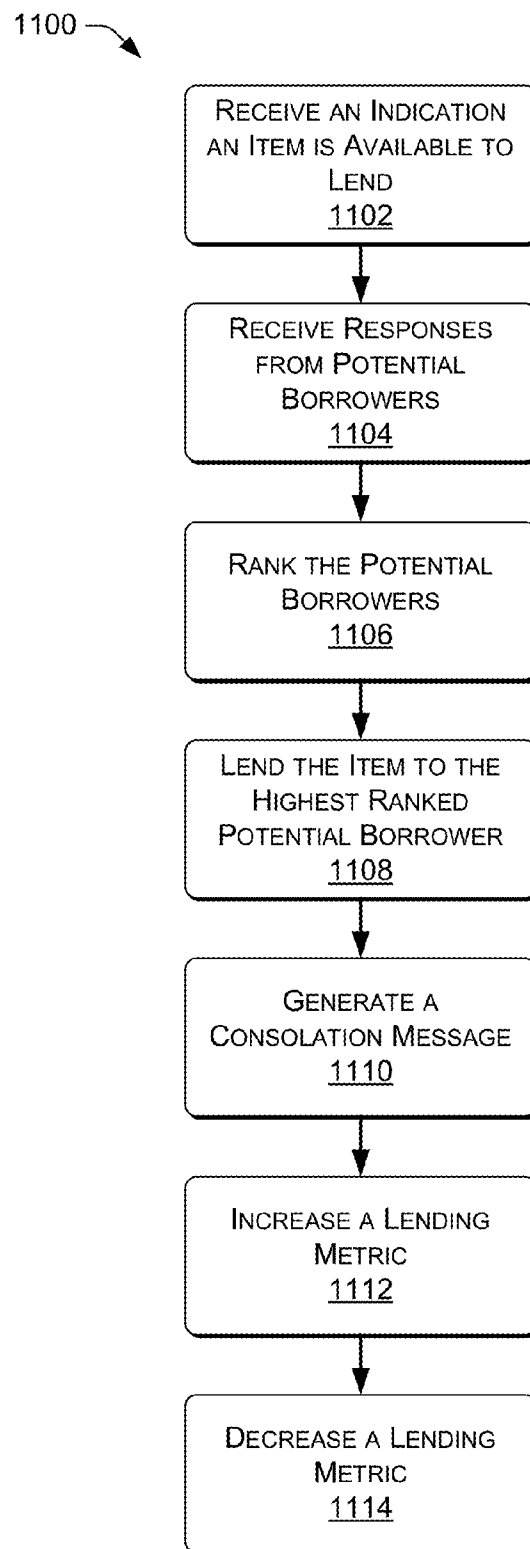 1100
RECEIVE AN INDICATION
AN ITEM IS AVAILABLE TO
LEND
1102
RECEIVE RESPONSES
FROM POTENTIAL
BORROWERS
1104
RANK THE POTENTIAL
BORROWERS
1106
LEND THE ITEM TO THE
HIGHEST RANKED
POTENTIAL BORROWER
1108
GENERATE A
CONSOLATION MESSAGE
1110
INCREASE A LENDING
METRIC
1112
DECREASE A LENDING
METRIC
1114